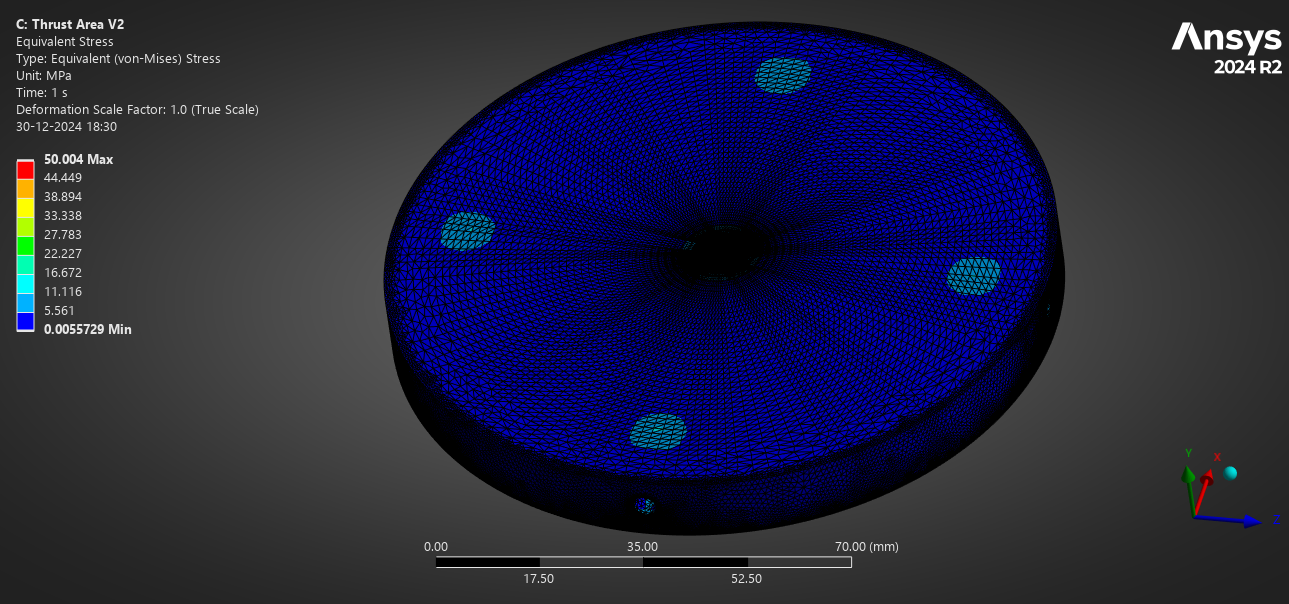 C: Thrust Area V2
Equivalent Stress
Type: Equivalent (von-Mises) Stress
Unit: MPa
Time: 1 s
Deformation Scale Factor: 1.0 (True Scale)
30-12-2024 18:30
50.004 Max
44.449
38.894
33.338
27.783
22.227
16.672
11.116
5.561
0.0055729 Min
Ansys
2024 R2
Y
X
Z
0.00 35.00 70.00 (mm)
17.50 52.50